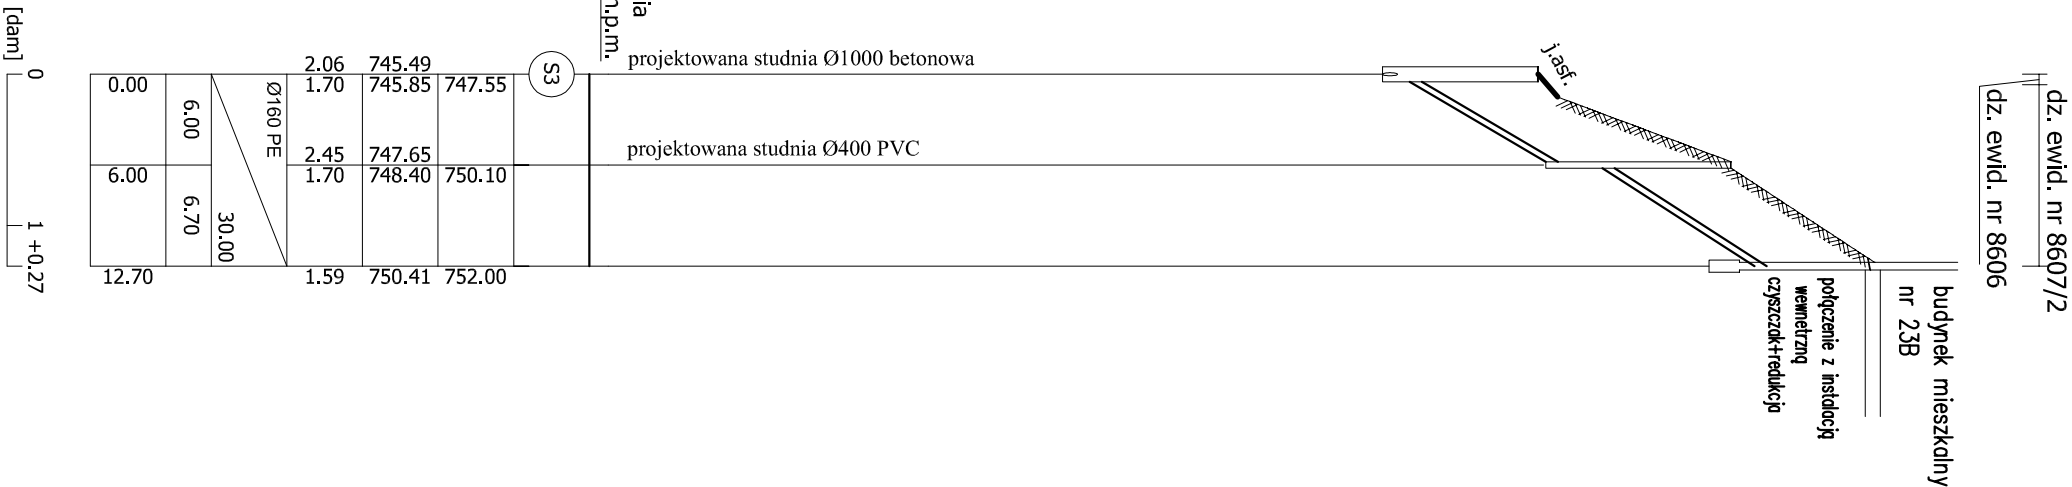 dz. ewid. nr 8607/2
dz. ewid. nr 8606
budynek mieszkalny
nr 23B
połączenie z instalacją
wewnetrzną
czyszczak+redukcja
j.asf.
projektowana studnia Ø1000 betonowa
projektowana studnia Ø400 PVC
ia
n.p.m.
S3
747.55
750.10
752.00
745.49
745.85
747.65
748.40
750.41
2.06
1.70
2.45
1.70
1.59
Ø160 PE
30.00
6.00
6.70
0.00
6.00
12.70
0
1 +0.27
[dam]